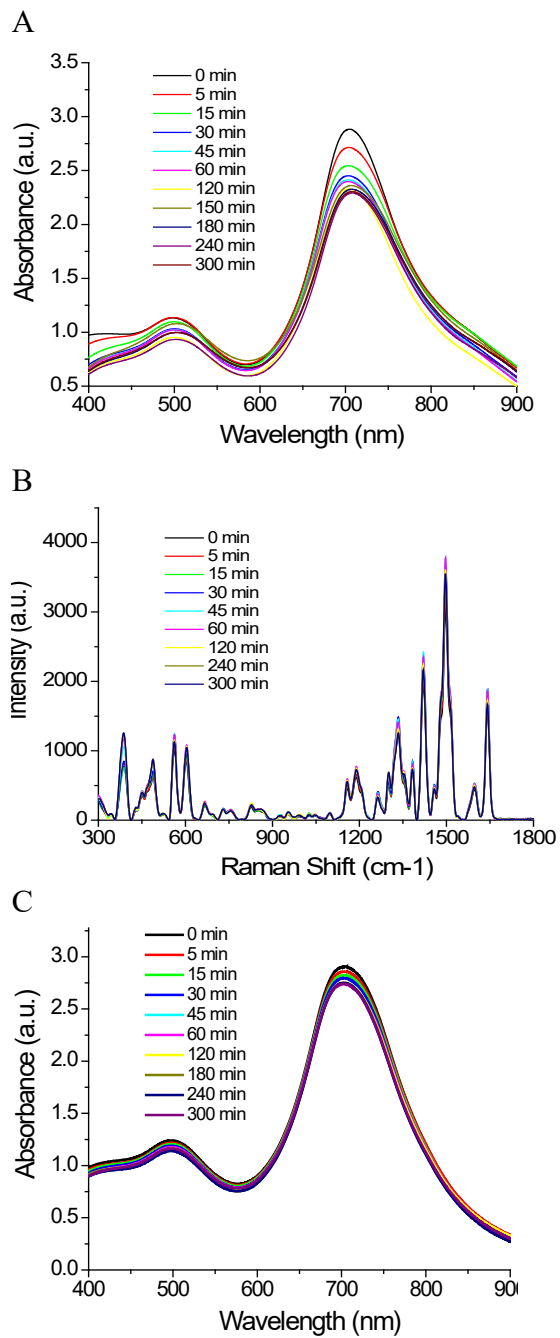 A
3.5
3.0
2.5
2.0
1.5
1.0
0.5
Absorbance (a.u.)
0 min
5 min
15 min
30 min
45 min
60 min
120 min
150 min
180 min
240 min
300 min
400 500 600 700 800 900
Wavelength (nm)
B
4000
3000
2000
1000
0
Intensity (a.u.)
0 min
5 min
15 min
30 min
45 min
60 min
120 min
240 min
300 min
300 600 900 1200 1500 1800
Raman Shift (cm-1)
C
3.0
2.5
2.0
1.5
1.0
0.5
0.0
Absorbance (a.u.)
0 min
5 min
15 min
30 min
45 min
60 min
120 min
180 min
240 min
300 min
400 500 600 700 800 900
Wavelength (nm)